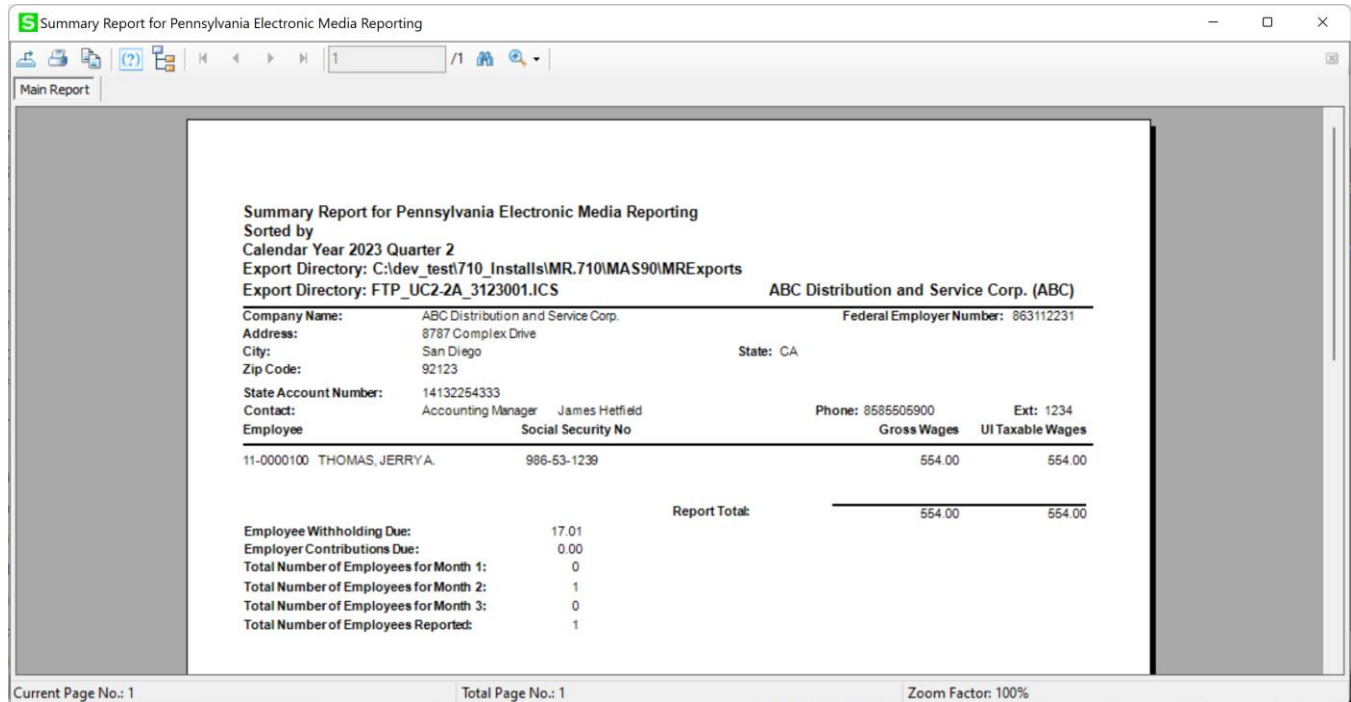 S Summary Report for Pennsylvania Electronic Media Reporting
(?) 1 /1
Main Report
Summary Report for Pennsylvania Electronic Media Reporting
Sorted by
Calendar Year 2023 Quarter 2
Export Directory: C:\dev_test\710_Installs\MR.710\MAS90\MRExports
Export Directory: FTP_UC2-2A_3123001.ICS ABC Distribution and Service Corp. (ABC)
Company Name: ABC Distribution and Service Corp. Federal Employer Number: 863112231
Address: 8787 Complex Drive
City: San Diego State: CA
Zip Code: 92123
State Account Number: 14132254333
Contact: Accounting Manager James Hetfield Phone: 8585505900 Ext: 1234
Employee Social Security No Gross Wages UI Taxable Wages
11-0000100 THOMAS, JERRY A. 986-53-1239 554.00 554.00
Report Total: 554.00 554.00
Employee Withholding Due: 17.01
Employer Contributions Due: 0.00
Total Number of Employees for Month 1: 0
Total Number of Employees for Month 2: 1
Total Number of Employees for Month 3: 0
Total Number of Employees Reported: 1
Current Page No.: 1 Total Page No.: 1 Zoom Factor: 100%